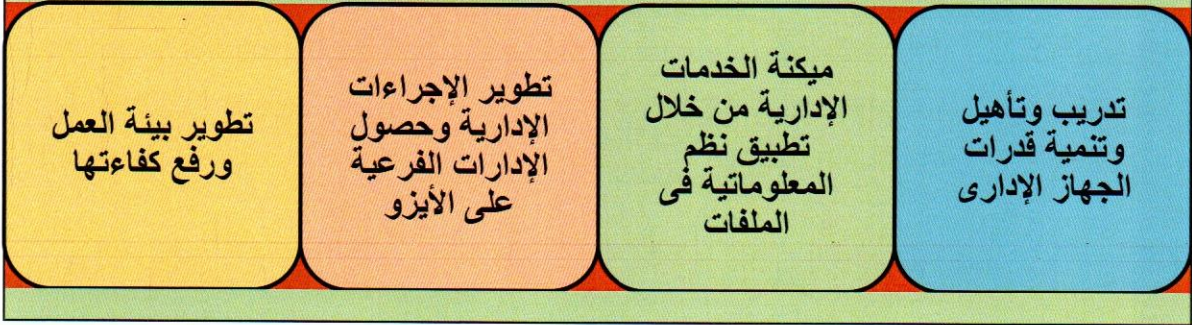 تدريب وتأهيل
وتنمية قدرات
الجهاز الإدارى
ميكنة الخدمات
الإدارية من خلال
تطبيق نظم
المعلوماتية فى
الملفات
تطوير الإجراءات
الإدارية وحصول
الإدارات الفرعية
على الأيزو
تطوير بيئة العمل
ورفع كفاءتها